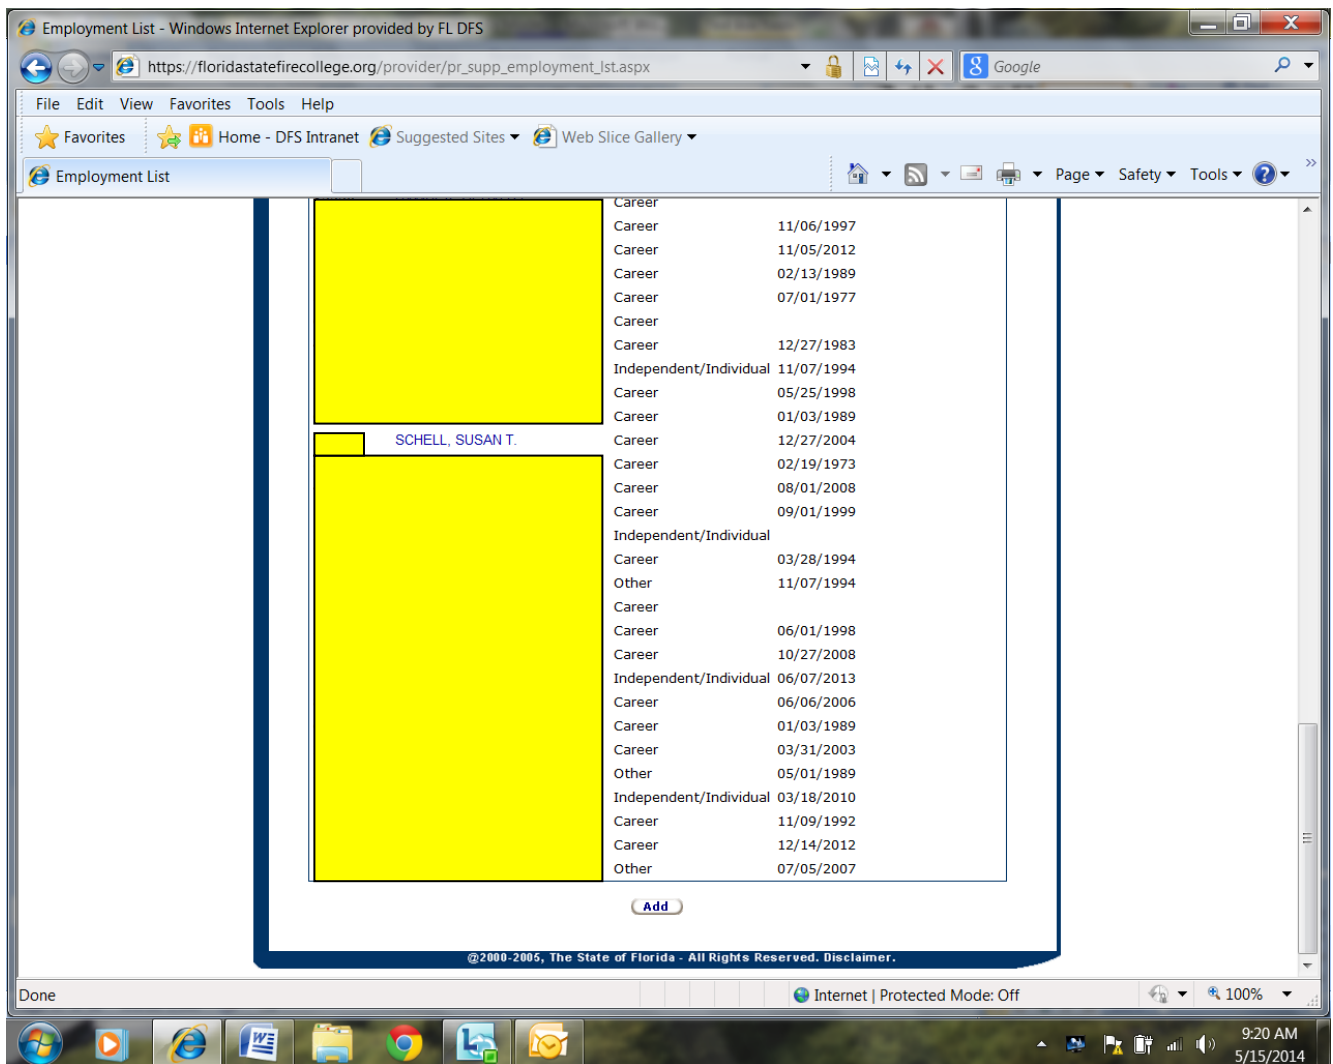 Employment List - Windows Internet Explorer provided by FL DFS
https://floridastatefirecollege.org/provider/pr_supp_employment_lst.aspx
Google
File Edit View Favorites Tools Help
Favorites Home - DFS Intranet Suggested Sites Web Slice Gallery
Employment List Page Safety Tools
Career
Career 11/06/1997
Career 11/05/2012
Career 02/13/1989
Career 07/01/1977
Career
Career 12/27/1983
Independent/Individual 11/07/1994
Career 05/25/1998
Career 01/03/1989
SCHELL, SUSAN T. Career 12/27/2004
Career 02/19/1973
Career 08/01/2008
Career 09/01/1999
Independent/Individual
Career 03/28/1994
Other 11/07/1994
Career
Career 06/01/1998
Career 10/27/2008
Independent/Individual 06/07/2013
Career 06/06/2006
Career 01/03/1989
Career 03/31/2003
Other 05/01/1989
Independent/Individual 03/18/2010
Career 11/09/1992
Career 12/14/2012
Other 07/05/2007
Add
@2000-2005, The State of Florida - All Rights Reserved. Disclaimer.
Done Internet | Protected Mode: Off 100%
9:20 AM
5/15/2014